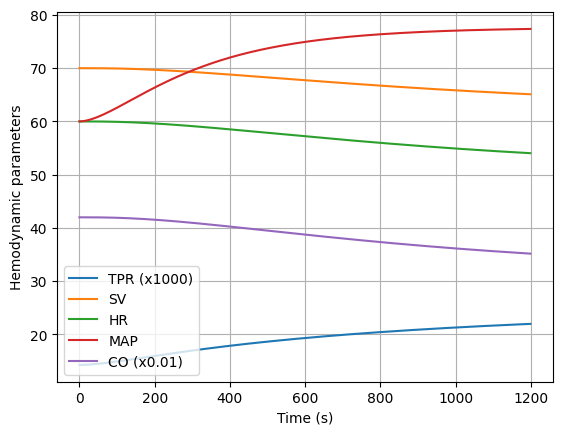 80
70
60
50
40
30
20
Hemodynamic parameters
TPR (x1000)
SV
HR
MAP
CO (x0.01)
0 200 400 600 800 1000 1200
Time (s)